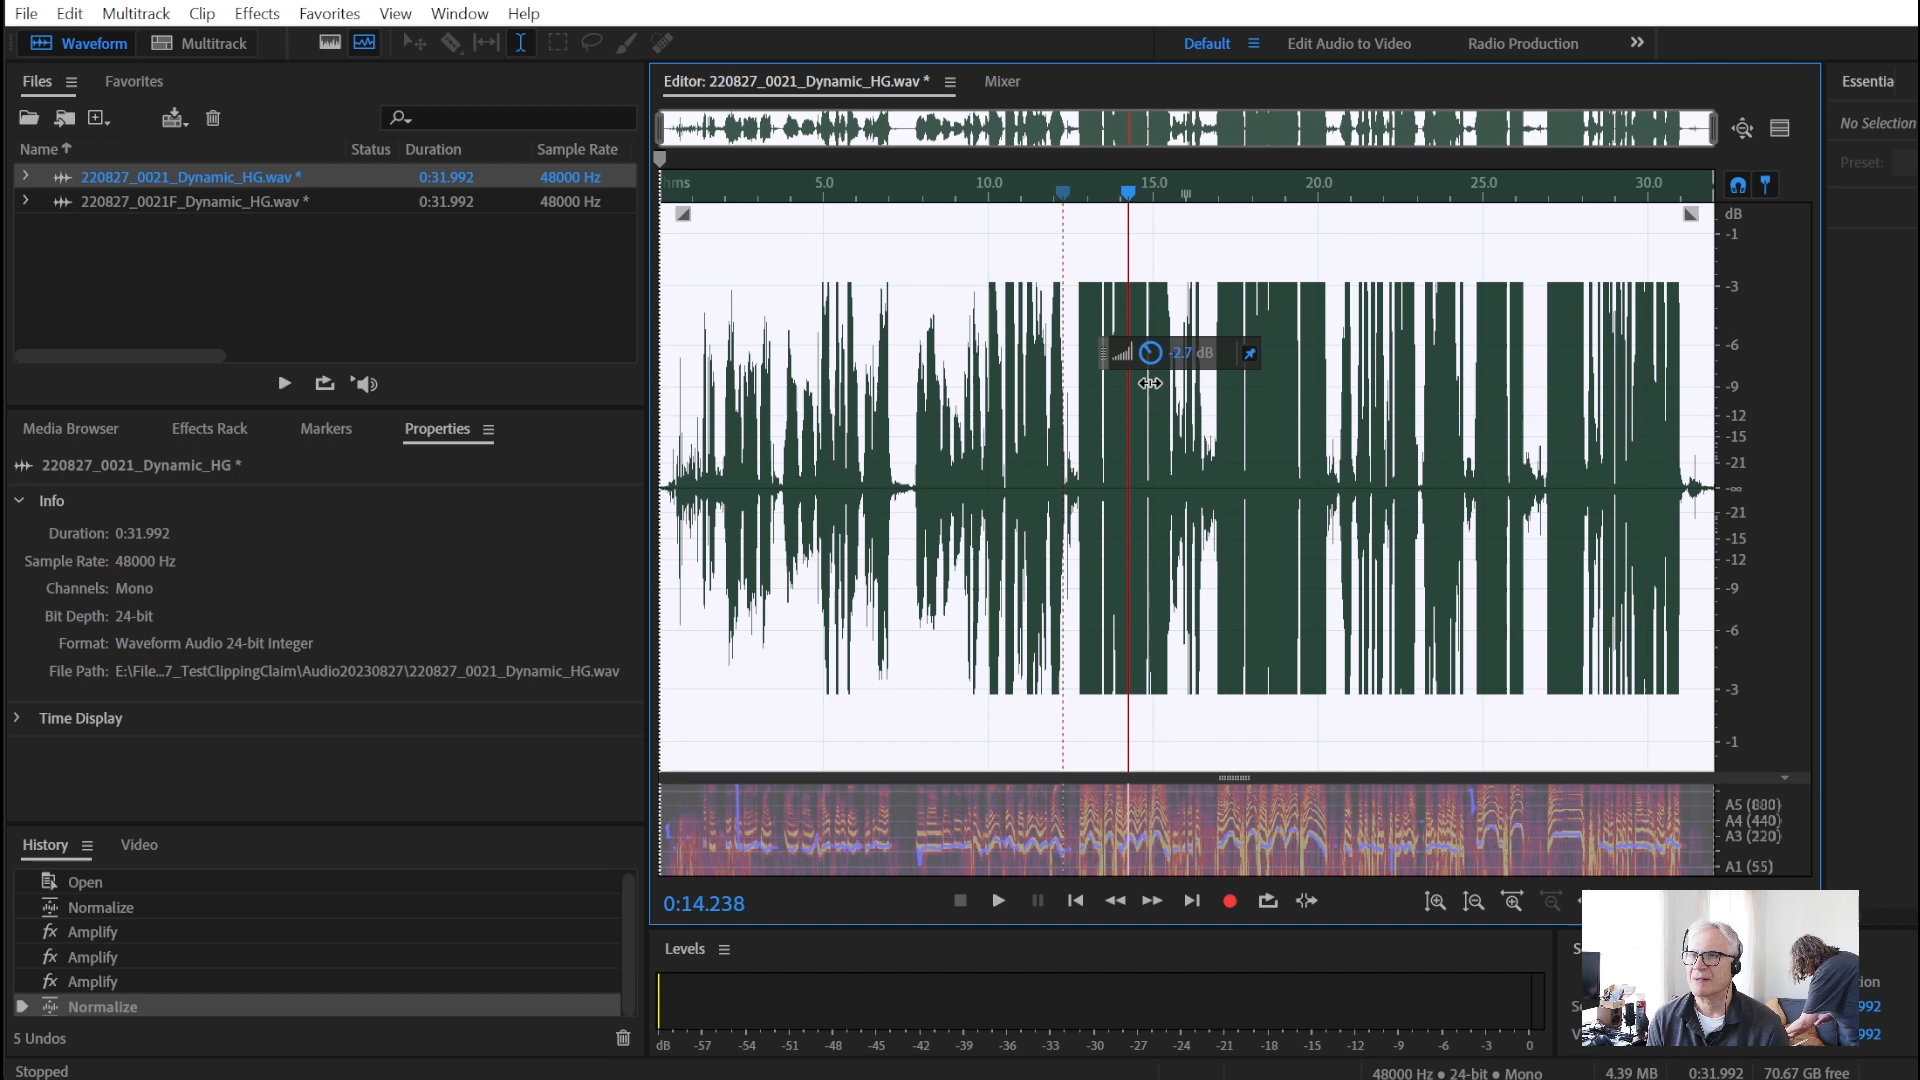 File Edit Multitrack Clip Effects Favorites View Window Help
Waveform Multitrack Default Edit Audio to Video Radio Production
Files Favorites
Name Status Duration Sample Rate
220827_0021_Dynamic_HG.wav * 0:31.992 48000 Hz
220827_0021F_Dynamic_HG.wav * 0:31.992 48000 Hz
Media Browser Effects Rack Markers Properties
220827_0021_Dynamic_HG *
Info
Duration: 0:31.992
Sample Rate: 48000 Hz
Channels: Mono
Bit Depth: 24-bit
Format: Waveform Audio 24-bit Integer
File Path: E:\File...7_TestClippingClaim\Audio20230827\220827_0021_Dynamic_HG.wav
Time Display
History Video
Open
Normalize
Amplify
Amplify
Amplify
Normalize
5 Undos
Stopped
Editor: 220827_0021_Dynamic_HG.wav * Mixer
hms 5.0 10.0 15.0 20.0 25.0 30.0
dB
-1
-3
-6
-9
-12
-15
-21
-∞
-21
-15
-12
-9
-6
-3
-1
-2.7 dB
A5 (880)
A4 (440)
A3 (220)
A1 (55)
0:14.238
Levels
dB -57 -54 -51 -48 -45 -42 -39 -36 -33 -30 -27 -24 -21 -18 -15 -12 -9 -6 -3 0
48000 Hz • 24-bit • Mono 4.39 MB 0:31.992 70.67 GB free
Essentia
No Selection
Preset:
S
ion
992
992